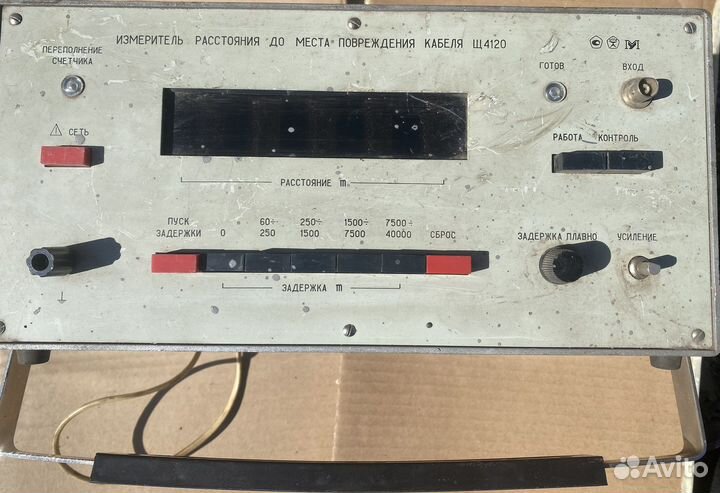 ИЗМЕРИТЕЛЬ РАССТОЯНИЯ ДО МЕСТА ПОВРЕЖДЕНИЯ КАБЕЛЯ Щ4120
ПЕРЕПОЛНЕНИЕ
СЧЕТЧИКА
ГОТОВ
ВХОД
СЕТЬ
РАБОТА КОНТРОЛЬ
РАССТОЯНИЕ m
ПУСК
ЗАДЕРЖКИ
0
60÷
250
250÷
1500
1500÷
7500
7500÷
40000
СБРОС
ЗАДЕРЖКА ПЛАВНО
УСИЛЕНИЕ
ЗАДЕРЖКА m
Avito